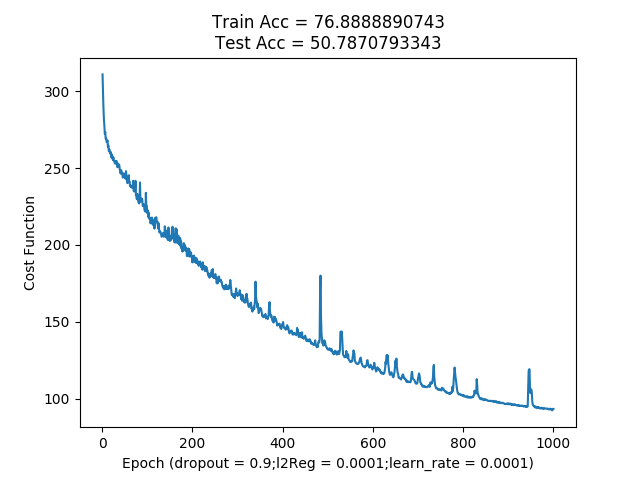 Train Acc = 76.8888890743
Test Acc = 50.7870793343
300
250
200
150
100
Cost Function
0 200 400 600 800 1000
Epoch (dropout = 0.9;l2Reg = 0.0001;learn_rate = 0.0001)